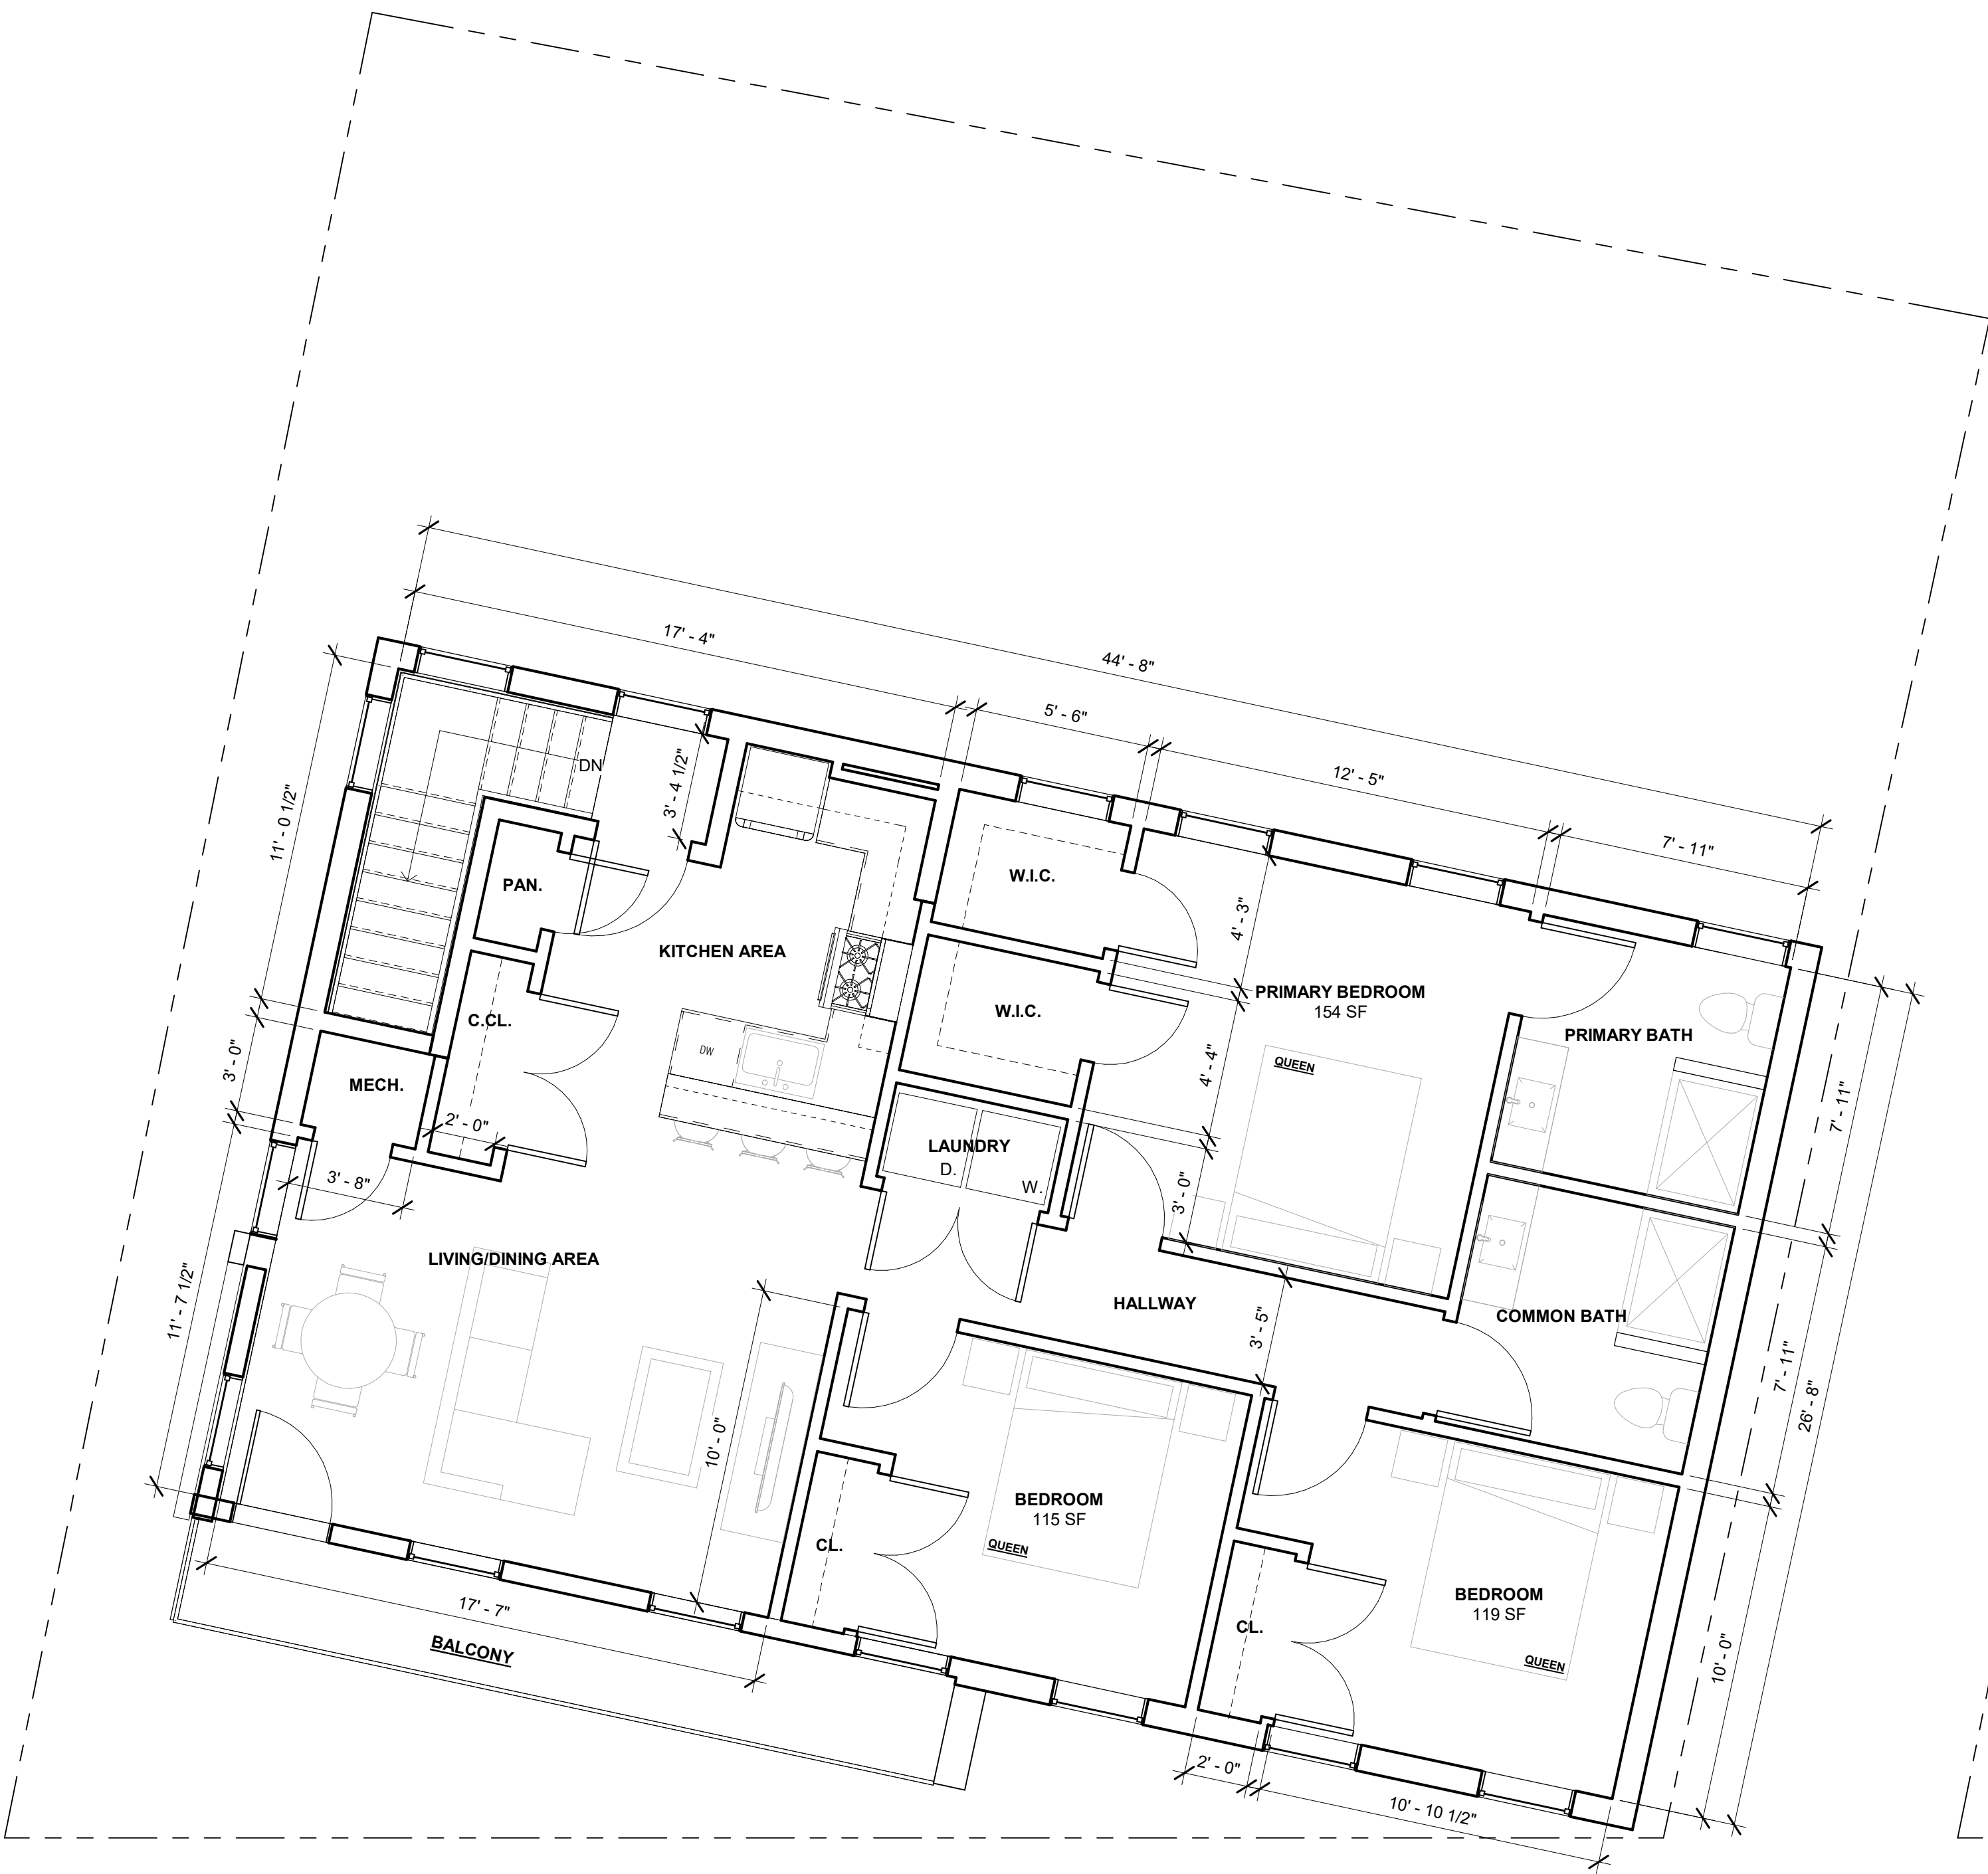 17' - 4"
44' - 8"
5' - 6"
12' - 5"
7' - 11"
11' - 0 1/2"
3' - 4 1/2"
DN
PAN.
W.I.C.
4' - 3"
KITCHEN AREA
PRIMARY BEDROOM
154 SF
W.I.C.
C.CL.
PRIMARY BATH
3' - 0"
MECH.
DW
QUEEN
4' - 4"
7' - 11"
2' - 0"
LAUNDRY
D.
W.
3' - 8"
3' - 0"
LIVING/DINING AREA
HALLWAY
COMMON BATH
11' - 7 1/2"
3' - 5"
7' - 11"
26' - 8"
10' - 0"
BEDROOM
115 SF
QUEEN
CL.
BEDROOM
119 SF
CL.
QUEEN
17' - 7"
BALCONY
10' - 0"
2' - 0"
10' - 10 1/2"